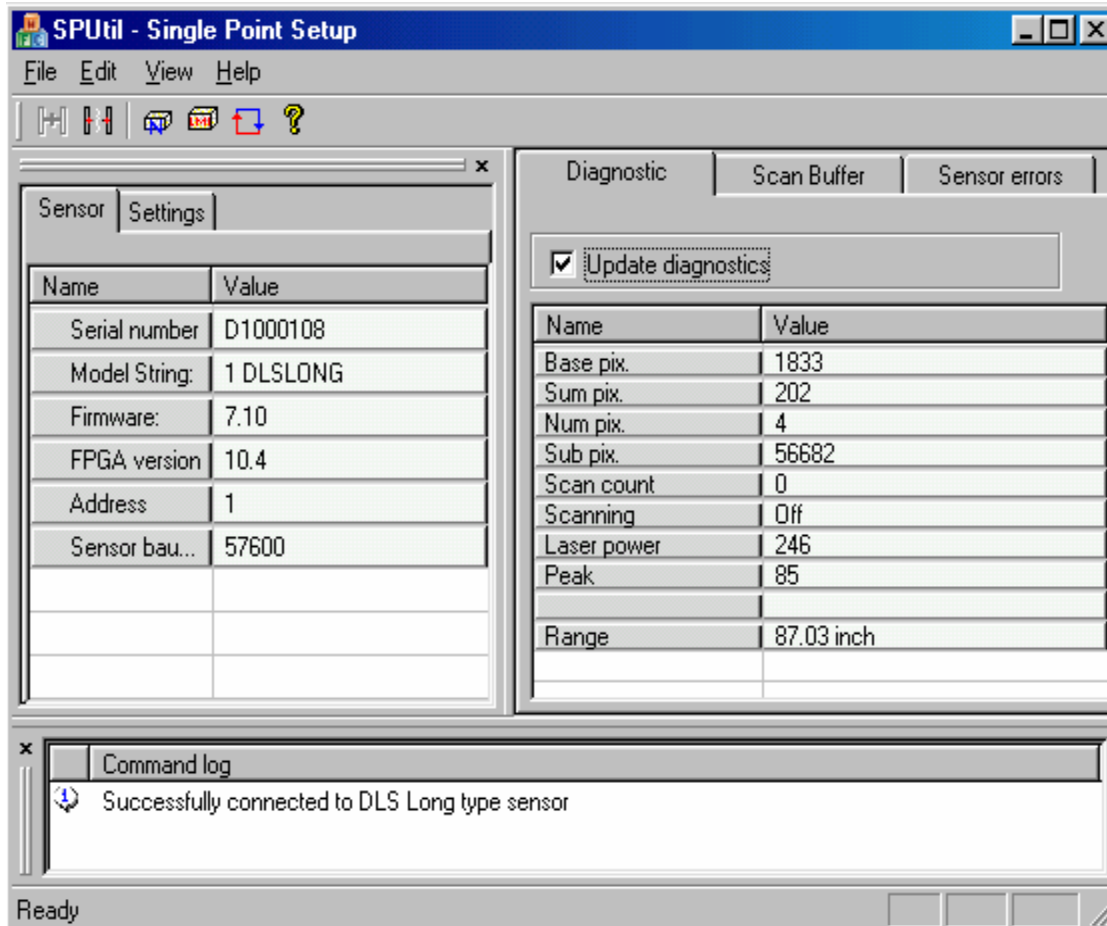 SPUtil - Single Point Setup
File Edit View Help
Sensor Settings
Name Value
Serial number D1000108
Model String: 1 DLSLONG
Firmware: 7.10
FPGA version 10.4
Address 1
Sensor bau... 57600
Diagnostic Scan Buffer Sensor errors
Update diagnostics
Name Value
Base pix. 1833
Sum pix. 202
Num pix. 4
Sub pix. 56682
Scan count 0
Scanning Off
Laser power 246
Peak 85
Range 87.03 inch
Command log
Successfully connected to DLS Long type sensor
Ready